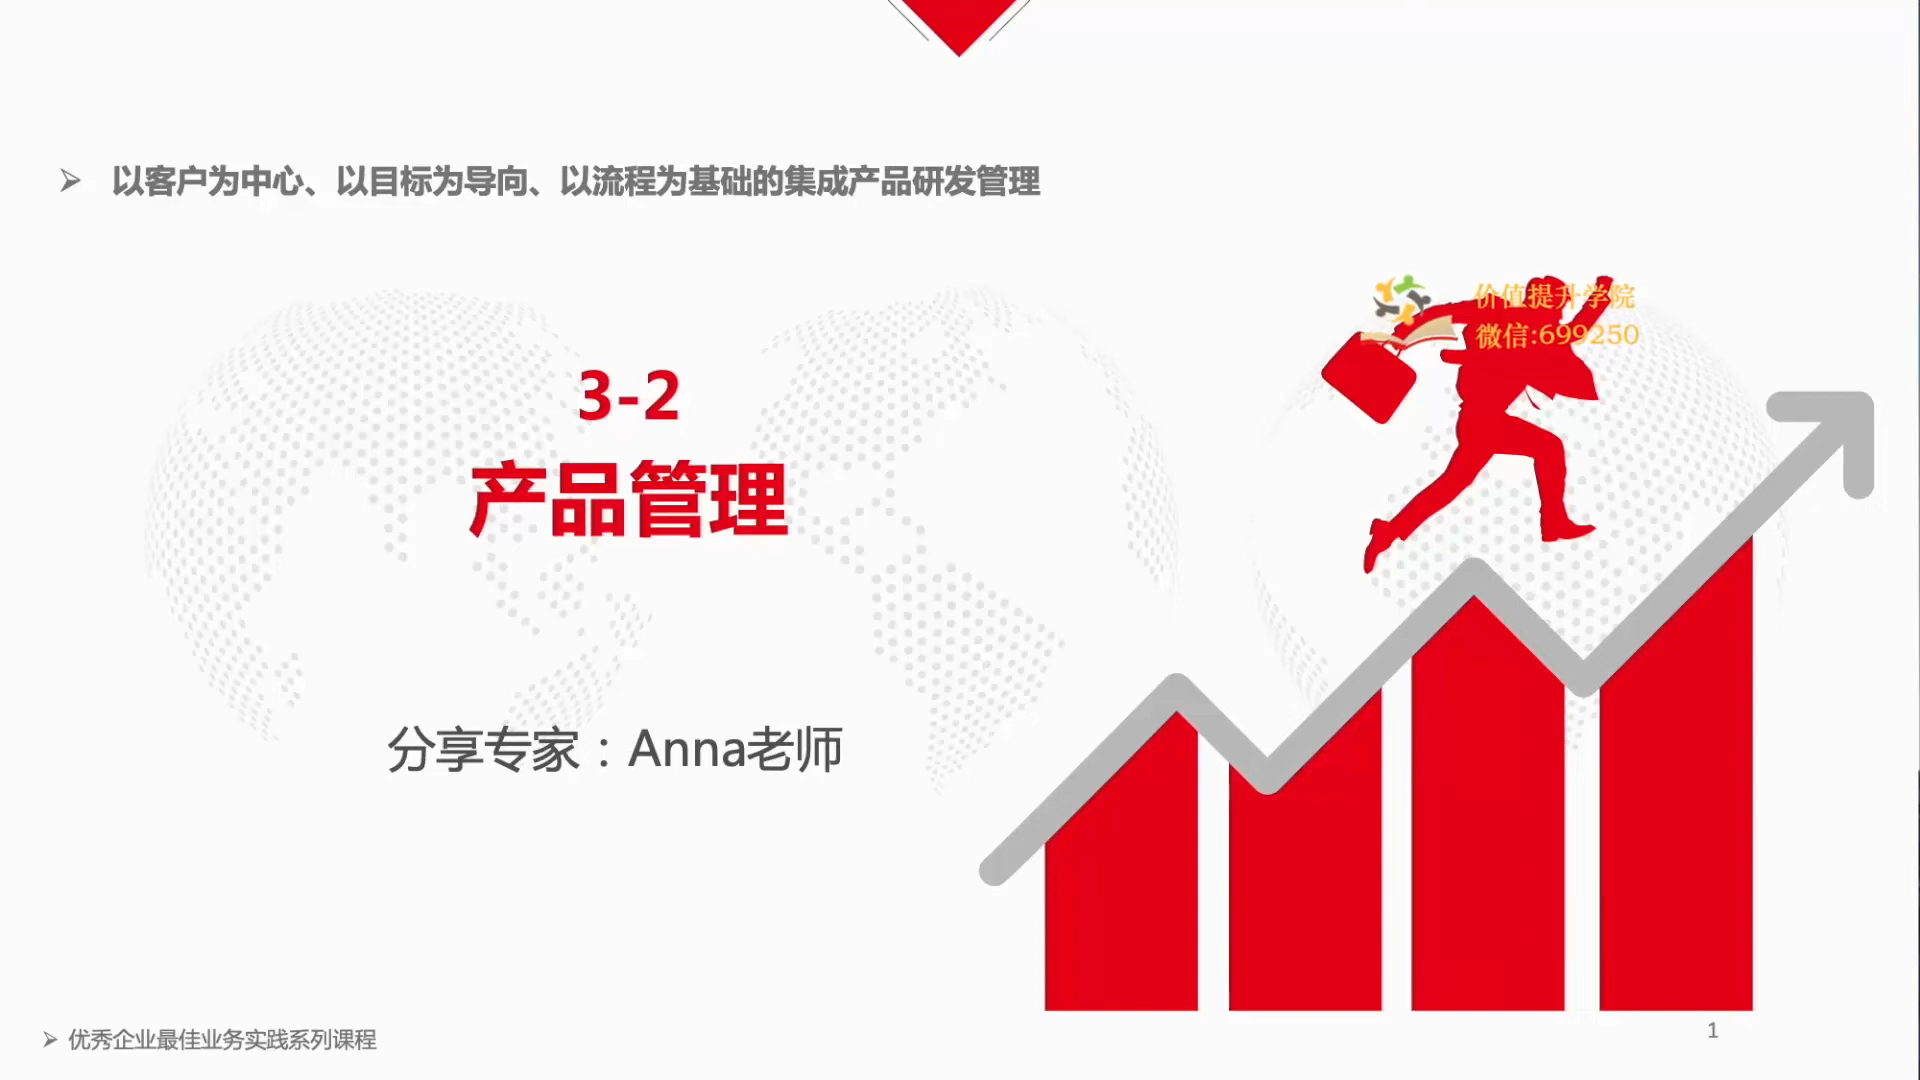 以客户为中心、以目标为导向、以流程为基础的集成产品研发管理
价值提升学院
微信:699250
3-2
产品管理
分享专家：Anna老师
优秀企业最佳业务实践系列课程
1